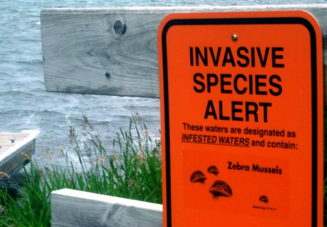 INVASIVE
SPECIES
ALERT
These waters are designated as
INFESTED WATERS and contain:
Zebra Mussels